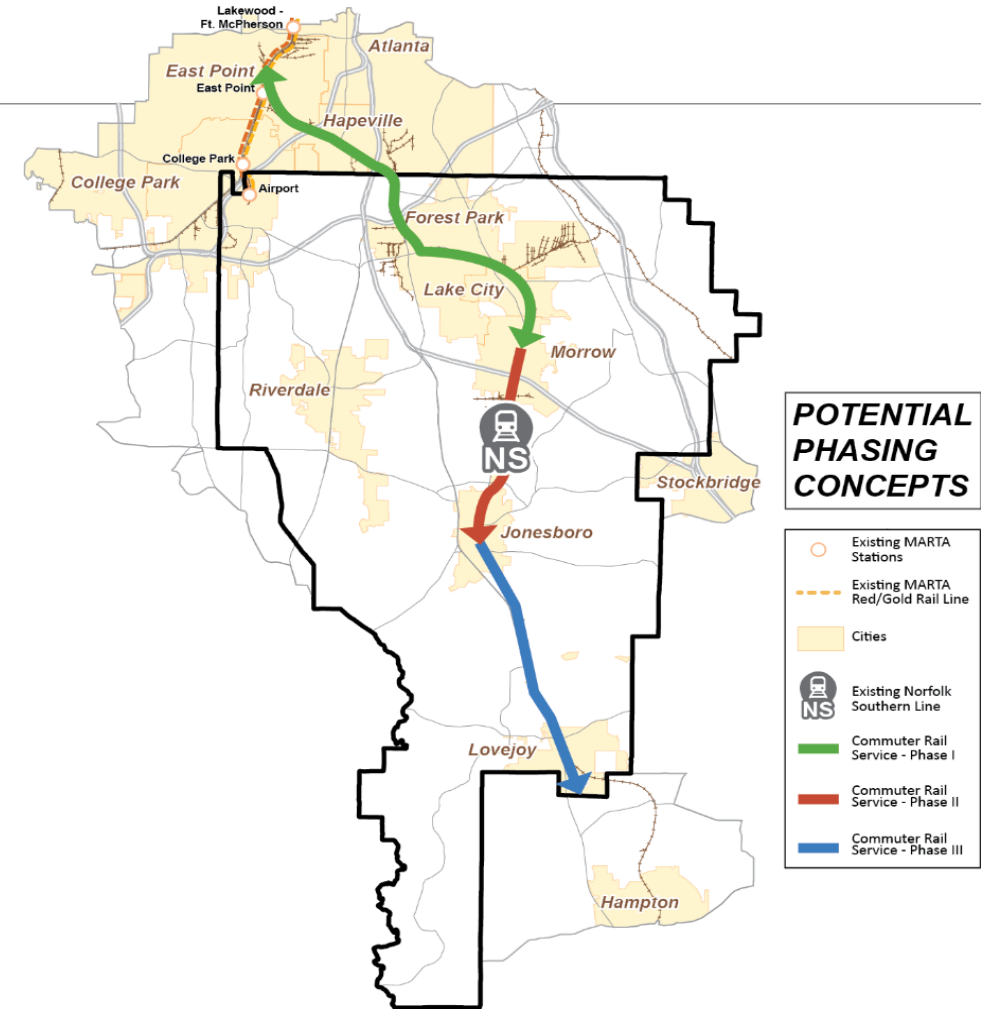 Lakewood -
Ft. McPherson
Atlanta
East Point
East Point
Hapeville
College Park
College Park
Airport
Forest Park
Lake City
Morrow
Riverdale
NS
Stockbridge
Jonesboro
Lovejoy
Hampton
POTENTIAL
PHASING
CONCEPTS
Existing MARTA
Stations
Existing MARTA
Red/Gold Rail Line
Cities
NS
Existing Norfolk
Southern Line
Commuter Rail
Service - Phase I
Commuter Rail
Service - Phase II
Commuter Rail
Service - Phase III